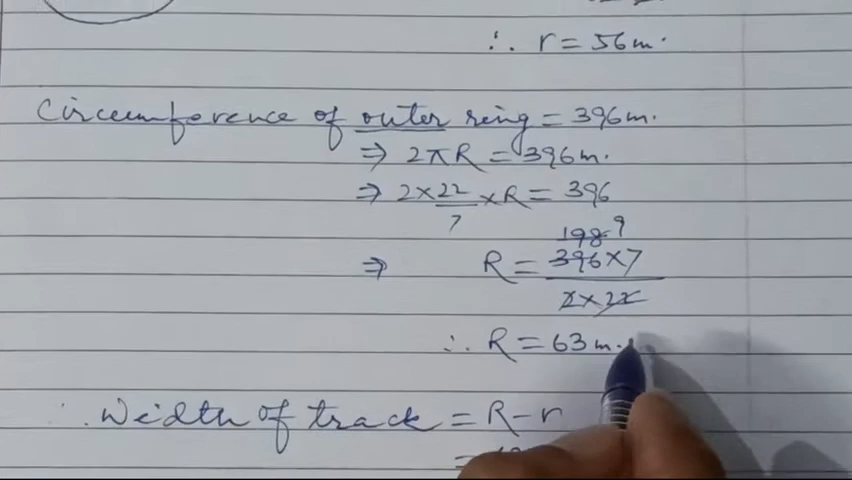 ∴ r = 56m.
Circumference of outer ring = 396m.
⇒ 2πR = 396m.
⇒ 2 × 22/7 × R = 396
198 9
⇒ R = 396×7 / 2×22
∴ R = 63m.
∴ Width of track = R-r
=